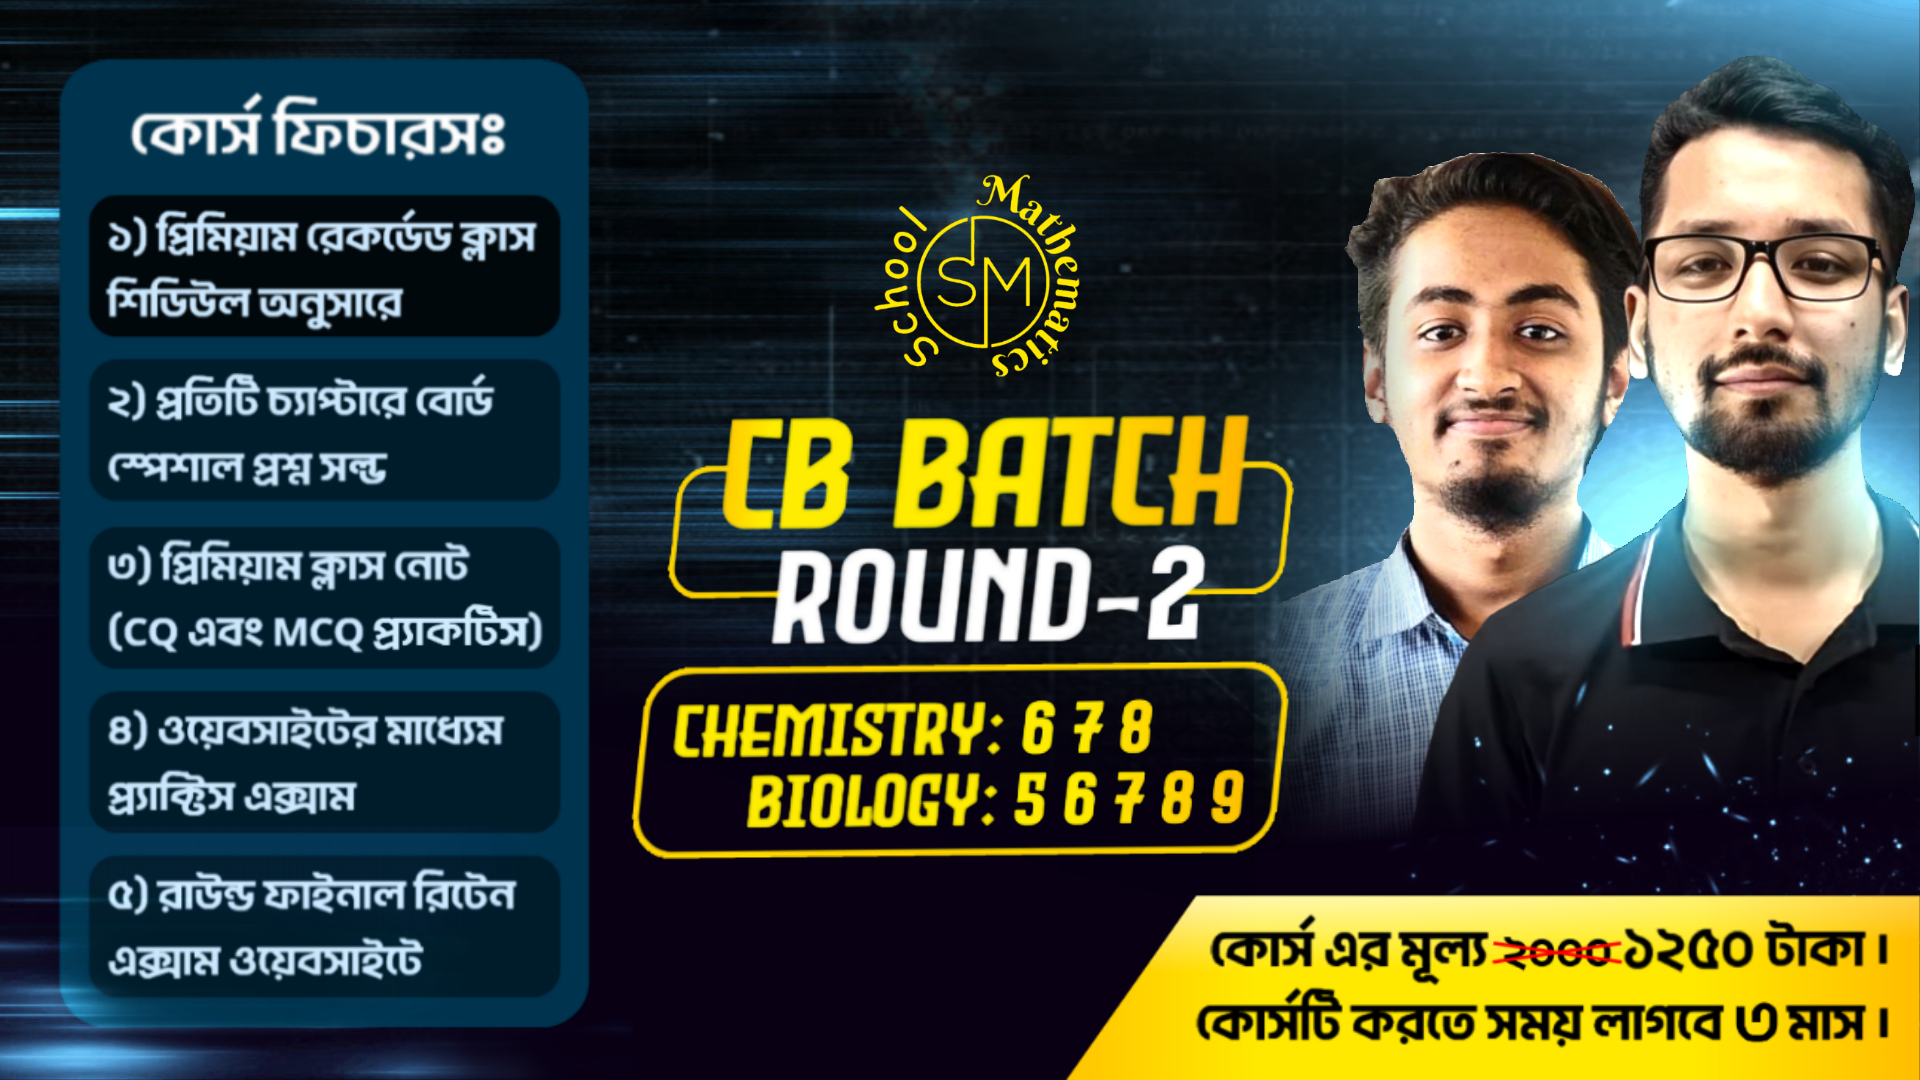 কোর্স ফিচারসঃ
১) প্রিমিয়াম রেকর্ডেড ক্লাস
শিডিউল অনুসারে
২) প্রতিটি চ্যাপ্টারে বোর্ড
স্পেশাল প্রশ্ন সল্ভ
৩) প্রিমিয়াম ক্লাস নোট
(CQ এবং MCQ প্র্যাকটিস)
৪) ওয়েবসাইটের মাধ্যেম
প্র্যাক্টিস এক্সাম
৫) রাউন্ড ফাইনাল রিটেন
এক্সাম ওয়েবসাইটে
School Mathematics
SM
CB BATCH
ROUND-2
CHEMISTRY: 6 7 8
BIOLOGY: 5 6 7 8 9
কোর্স এর মূল্য ২০০০ ১২৫০ টাকা।
কোর্সটি করতে সময় লাগবে ৩ মাস।